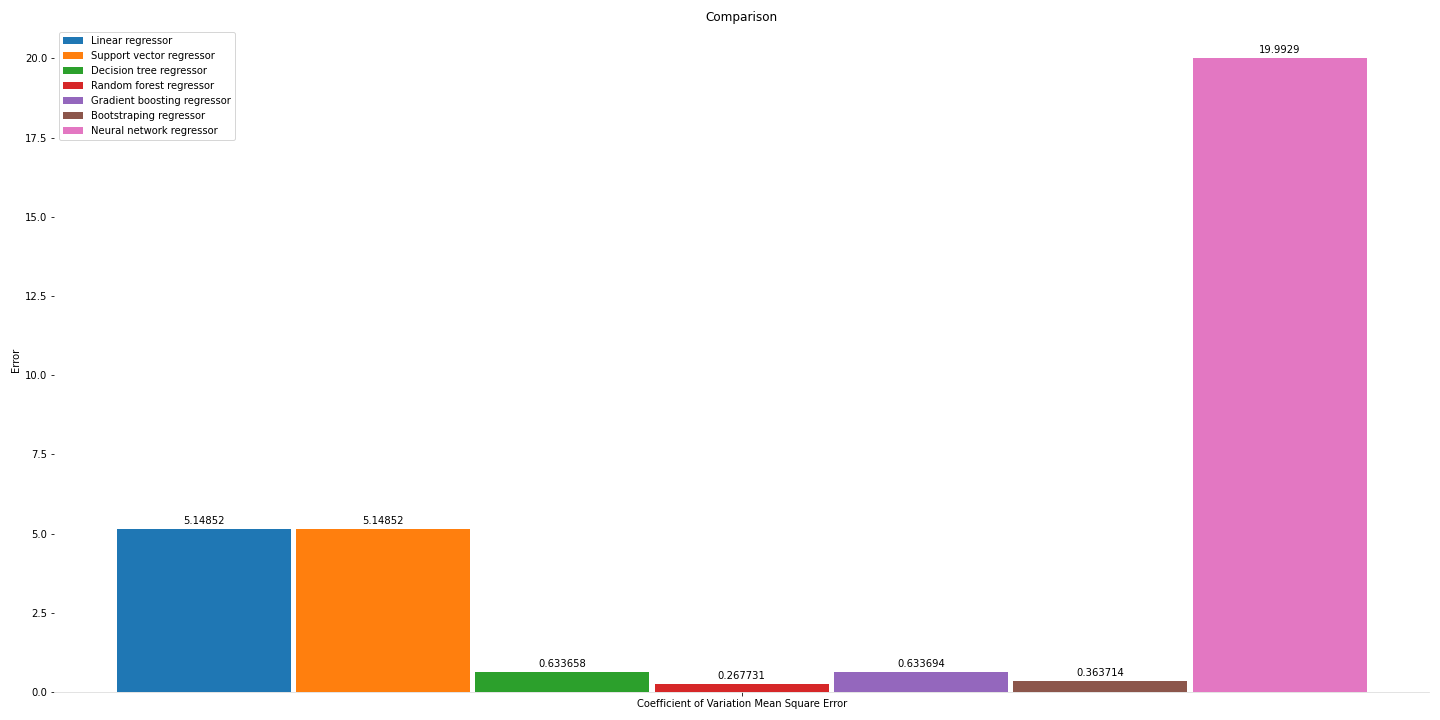 Comparison
Linear regressor
Support vector regressor
Decision tree regressor
Random forest regressor
Gradient boosting regressor
Bootstraping regressor
Neural network regressor
Error
20.0
17.5
15.0
12.5
10.0
7.5
5.0
2.5
0.0
5.14852
5.14852
0.633658
0.267731
0.633694
0.363714
19.9929
Coefficient of Variation Mean Square Error